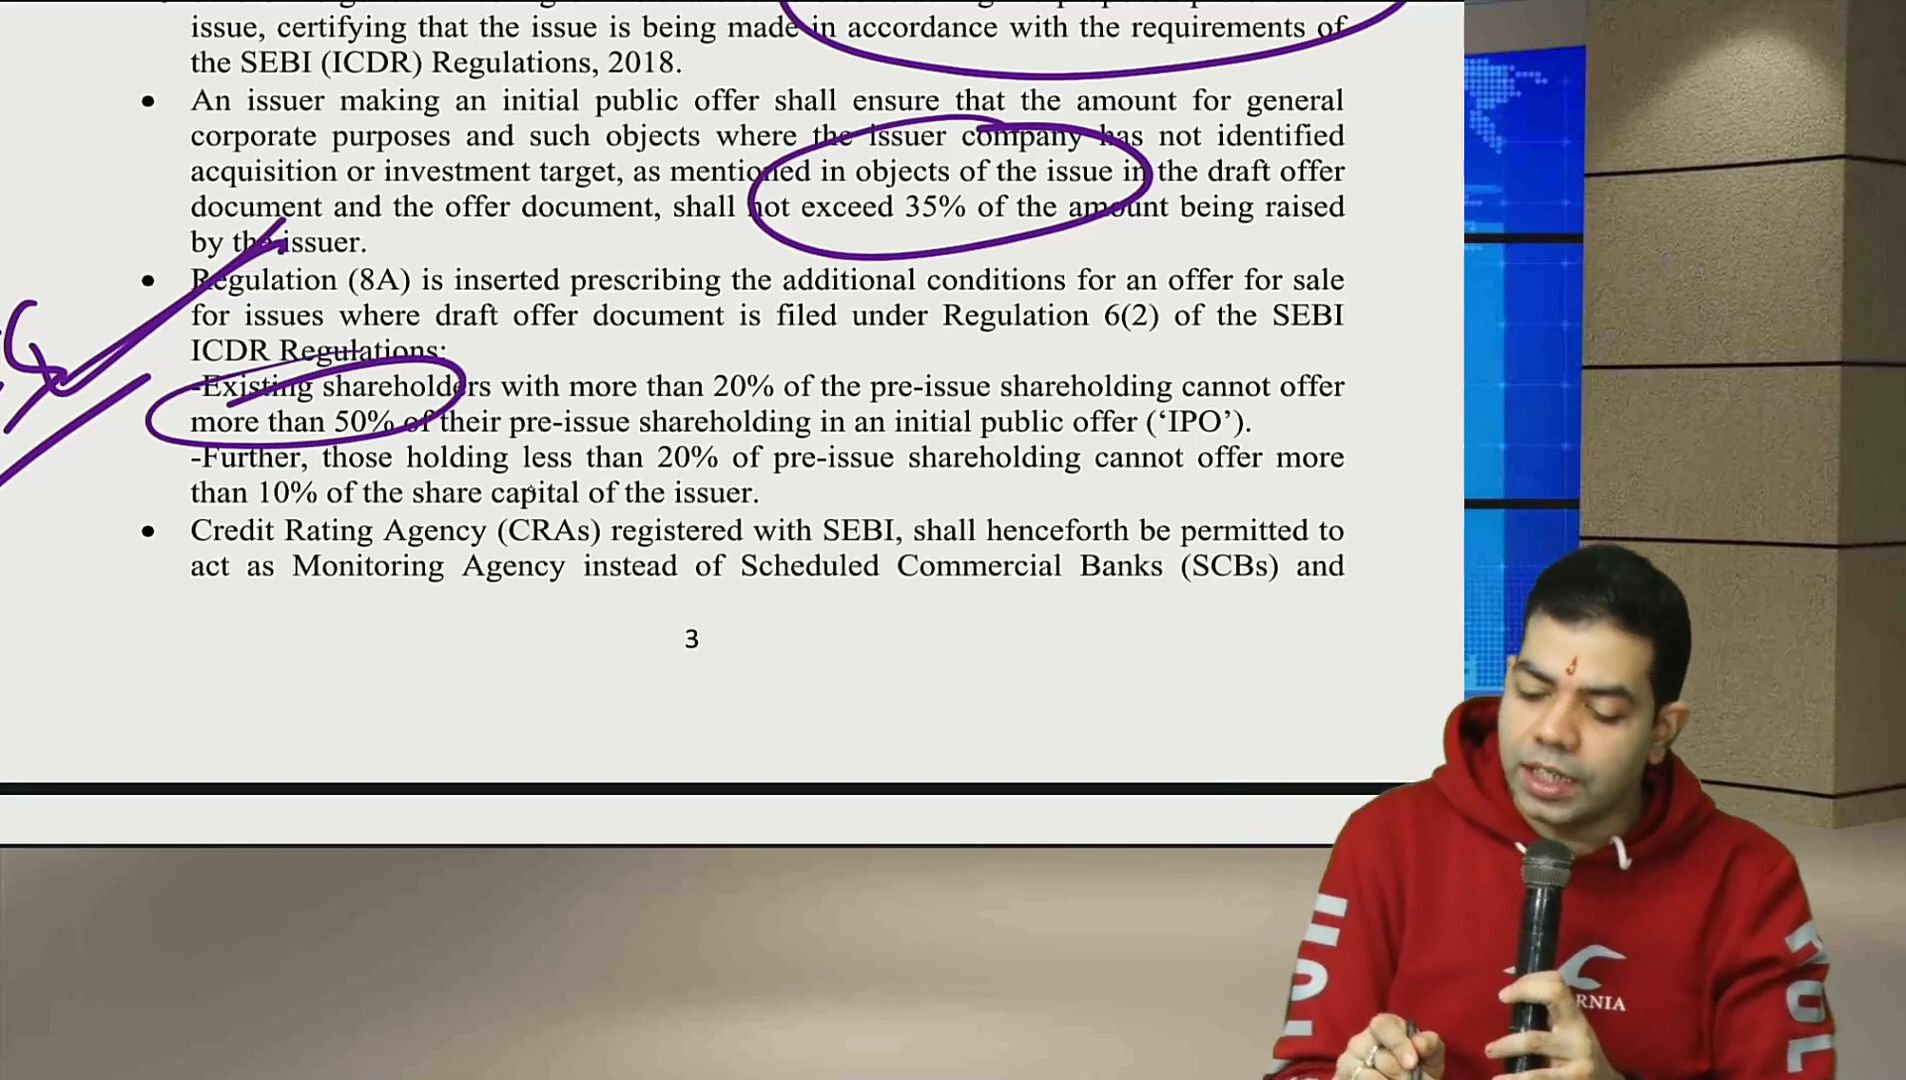 issue, certifying that the issue is being made in accordance with the requirements of
the SEBI (ICDR) Regulations, 2018.
• An issuer making an initial public offer shall ensure that the amount for general
corporate purposes and such objects where the issuer company has not identified
acquisition or investment target, as mentioned in objects of the issue in the draft offer
document and the offer document, shall not exceed 35% of the amount being raised
by the issuer.
• Regulation (8A) is inserted prescribing the additional conditions for an offer for sale
for issues where draft offer document is filed under Regulation 6(2) of the SEBI
ICDR Regulations:
-Existing shareholders with more than 20% of the pre-issue shareholding cannot offer
more than 50% of their pre-issue shareholding in an initial public offer (‘IPO’).
-Further, those holding less than 20% of pre-issue shareholding cannot offer more
than 10% of the share capital of the issuer.
• Credit Rating Agency (CRAs) registered with SEBI, shall henceforth be permitted to
act as Monitoring Agency instead of Scheduled Commercial Banks (SCBs) and
3